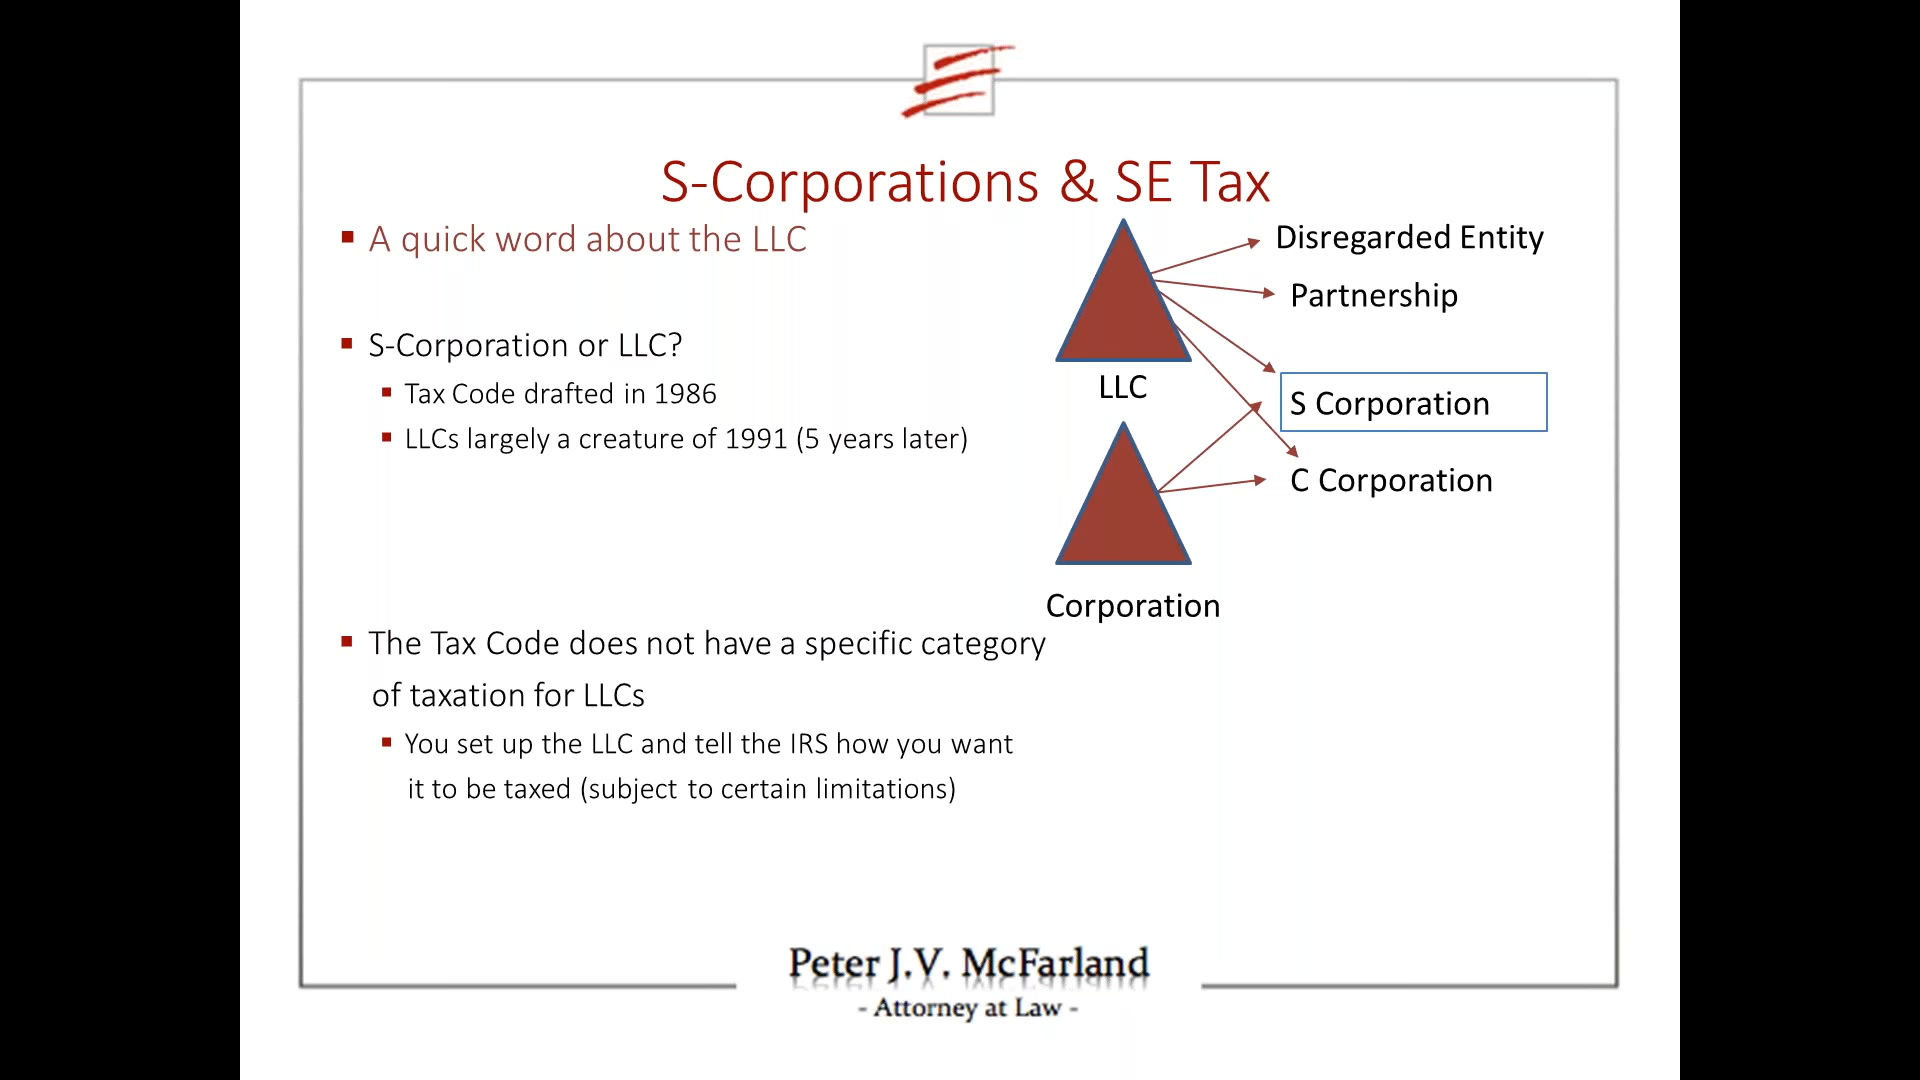 S-Corporations & SE Tax
A quick word about the LLC
S-Corporation or LLC?
Tax Code drafted in 1986
LLCs largely a creature of 1991 (5 years later)
The Tax Code does not have a specific category
of taxation for LLCs
You set up the LLC and tell the IRS how you want
it to be taxed (subject to certain limitations)
LLC
Corporation
Disregarded Entity
Partnership
S Corporation
C Corporation
Peter J.V. McFarland
- Attorney at Law -